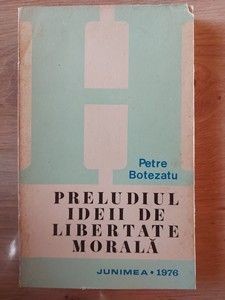 Petre
Botezatu
PRELUDIUL
IDEII DE
LIBERTATE
MORALĂ
JUNIMEA • 1976